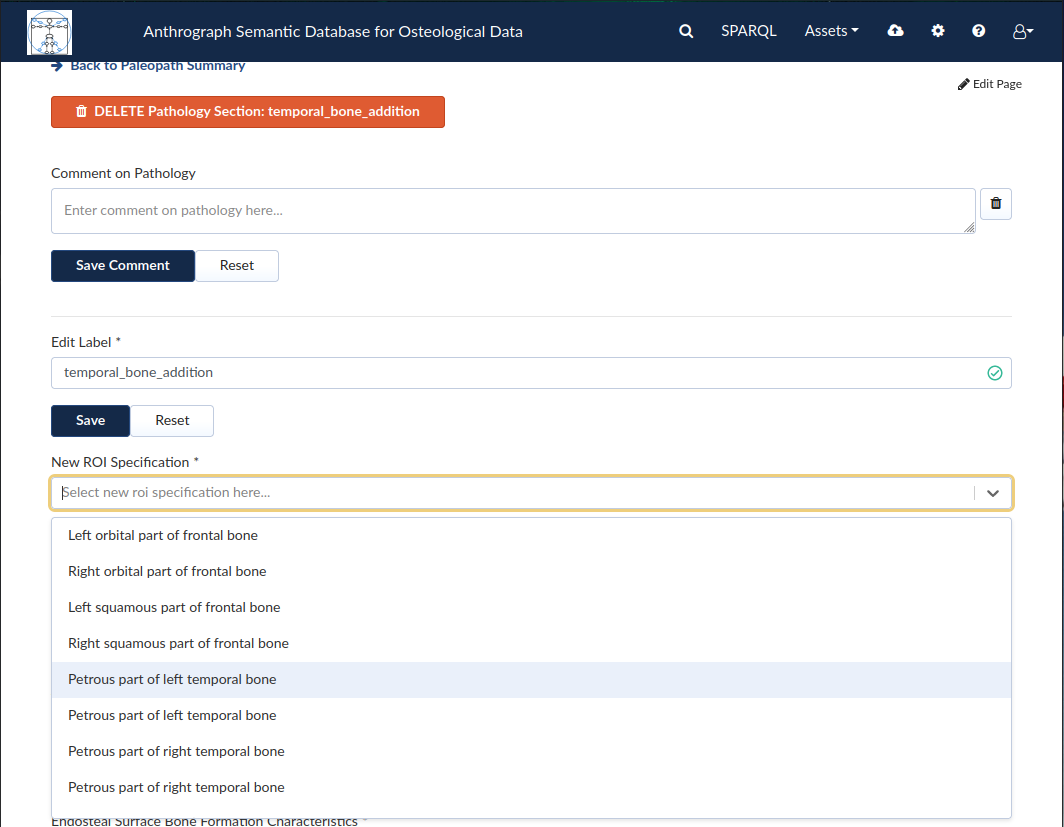 Anthrograph Semantic Database for Osteological Data
SPARQL
Assets
Back to Paleopath Summary
Edit Page
DELETE Pathology Section: temporal_bone_addition
Comment on Pathology
Enter comment on pathology here...
Save Comment
Reset
Edit Label *
temporal_bone_addition
Save
Reset
New ROI Specification *
Select new roi specification here...
Left orbital part of frontal bone
Right orbital part of frontal bone
Left squamous part of frontal bone
Right squamous part of frontal bone
Petrous part of left temporal bone
Petrous part of left temporal bone
Petrous part of right temporal bone
Petrous part of right temporal bone
Endosteal Surface Bone Formation Characteristics *